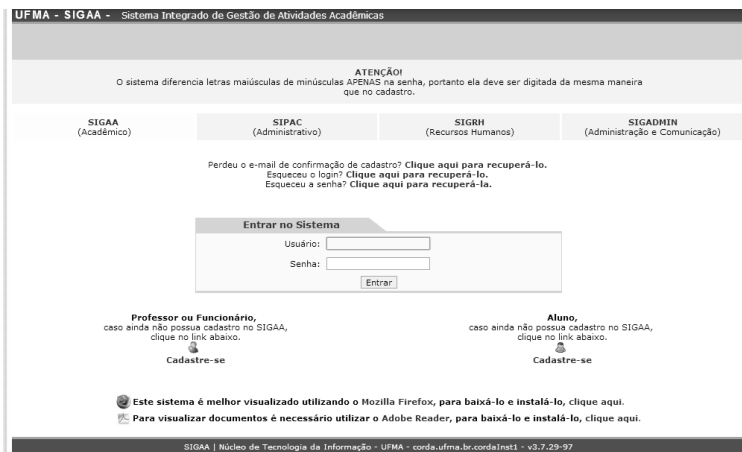 UFMA - SIGAA - Sistema Integrado de Gestão de Atividades Acadêmicas
ATENÇÃO!
O sistema diferencia letras maiúsculas de minúsculas APENAS na senha, portanto ela deve ser digitada da mesma maneira
que no cadastro.
SIGAA SIPAC SIGRH SIGADMIN
(Acadêmico) (Administrativo) (Recursos Humanos) (Administração e Comunicação)
Perdeu o e-mail de confirmação de cadastro? Clique aqui para recuperá-lo.
Esqueceu o login? Clique aqui para recuperá-lo.
Esqueceu a senha? Clique aqui para recuperá-la.
Entrar no Sistema
Usuário:
Senha:
Entrar
Professor ou Funcionário,
caso ainda não possua cadastro no SIGAA,
clique no link abaixo.
Cadastre-se
Aluno,
caso ainda não possua cadastro no SIGAA,
clique no link abaixo.
Cadastre-se
Este sistema é melhor visualizado utilizando o Mozilla Firefox, para baixá-lo e instalá-lo, clique aqui.
Para visualizar documentos é necessário utilizar o Adobe Reader, para baixá-lo e instalá-lo, clique aqui.
SIGAA | Núcleo de Tecnologia da Informação - UFMA - corda.ufma.br.cordaInst1 - v3.7.29-97